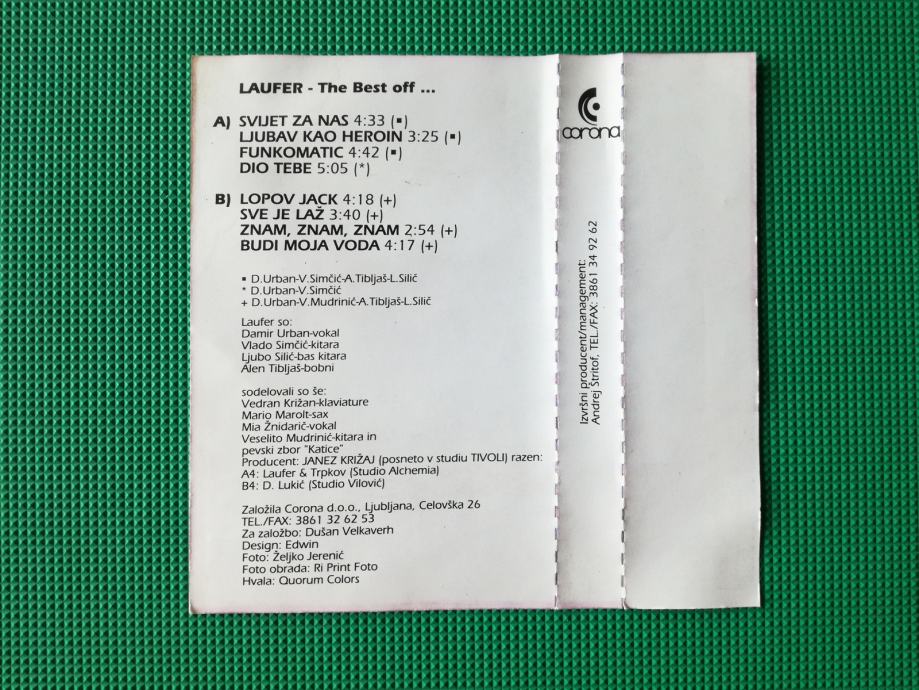 LAUFER - The Best off ...
A) SVIJET ZA NAS 4:33 (▪)
LJUBAV KAO HEROIN 3:25 (▪)
FUNKOMATIC 4:42 (▪)
DIO TEBE 5:05 (*)
B) LOPOV JACK 4:18 (+)
SVE JE LAŽ 3:40 (+)
ZNAM, ZNAM, ZNAM 2:54 (+)
BUDI MOJA VODA 4:17 (+)
▪ D.Urban-V.Simčić-A.Tibljaš-L.Silić
* D.Urban-V.Simčić
+ D.Urban-V.Mudrinić-A.Tibljaš-L.Silić
Laufer so:
Damir Urban-vokal
Vlado Simčić-kitara
Ljubo Silić-bas kitara
Alen Tibljaš-bobni
sodelovali so še:
Vedran Križan-klaviature
Mario Marolt-sax
Mia Žnidarič-vokal
Veselito Mudrinić-kitara in
pevski zbor "Katice"
Producent: JANEZ KRIŽAJ (posneto v studiu TIVOLI) razen:
A4: Laufer & Trpkov (Studio Alchemia)
B4: D. Lukić (Studio Vilović)
Založila Corona d.o.o., Ljubljana, Celovška 26
TEL./FAX: 3861 32 62 53
Za založbo: Dušan Velkaverh
Design: Edwin
Foto: Željko Jerenić
Foto obrada: Ri Print Foto
Hvala: Quorum Colors
corona
Izvršni producent/management:
Andrej Štritof, TEL./FAX: 3861 34 92 62